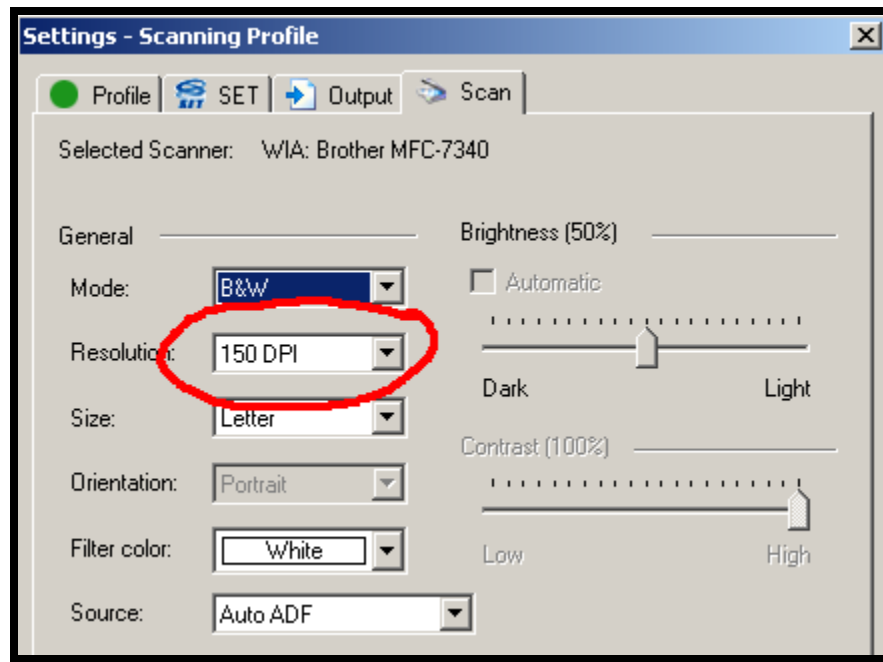 Settings - Scanning Profile
Profile SET Output Scan
Selected Scanner: WIA: Brother MFC-7340
General
Mode: B&W
Resolution: 150 DPI
Size: Letter
Orientation: Portrait
Filter color: White
Source: Auto ADF
Brightness (50%)
Automatic
Dark Light
Contrast (100%)
Low High